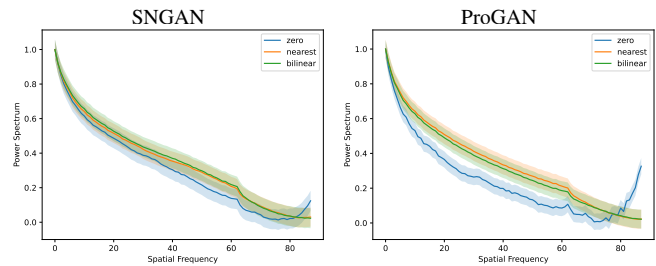 SNGAN
ProGAN
zero
nearest
bilinear
1.0
0.8
0.6
0.4
0.2
0.0
Power Spectrum
0
20
40
60
80
Spatial Frequency
zero
nearest
bilinear
1.0
0.8
0.6
0.4
0.2
0.0
Power Spectrum
0
20
40
60
80
Spatial Frequency